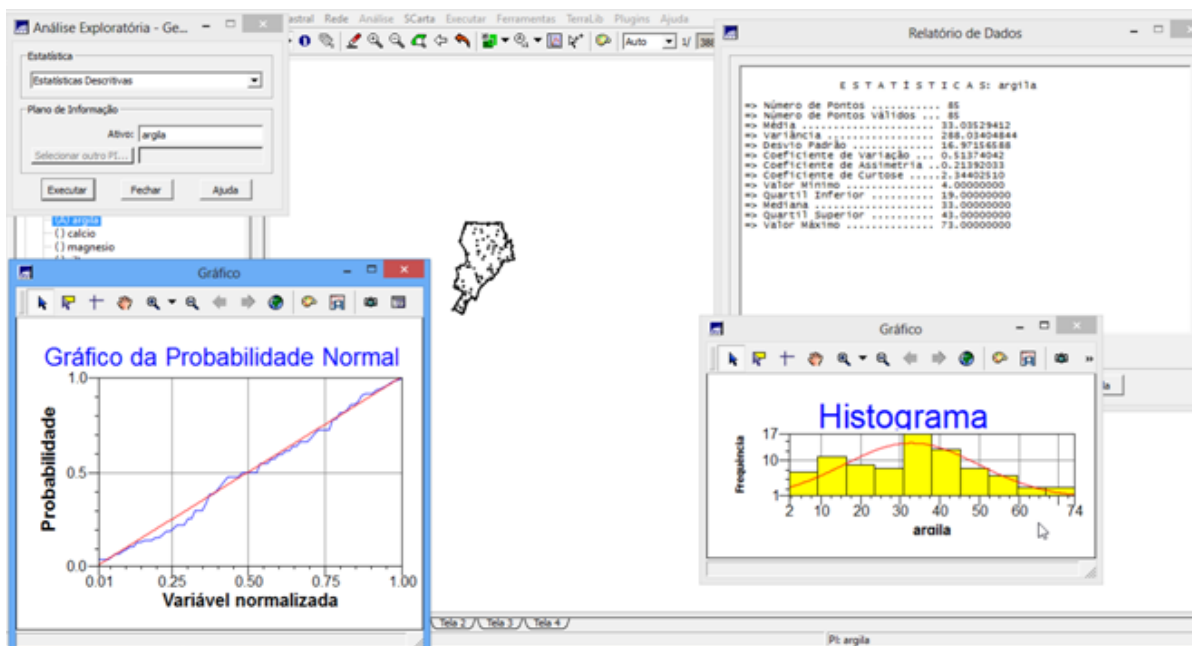 Análise Exploratória - Ge...
Estatística
Estatísticas Descritivas
Plano de Informação
Ativo: argila
Selecionar outro PI...
Executar Fechar Ajuda
(A) argila
() calcio
() magnesio
astral Rede Análise SCarta Executar Ferramentas TerraLib Plugins Ajuda
Auto 1/
Relatório de Dados
E S T A T Í S T I C A S: argila
=> Número de Pontos ........... 85
=> Número de Pontos Válidos ... 85
=> Média ...................... 33.03529412
=> Variância .................. 288.03404844
=> Desvio Padrão .............. 16.97156588
=> Coeficiente de Variação ... 0.51374042
=> Coeficiente de Assimetria ..0.21392033
=> Coeficiente de Curtose .....2.34402510
=> Valor Mínimo ............... 4.00000000
=> Quartil Inferior .......... 19.00000000
=> Mediana .................... 33.00000000
=> Quartil Superior .......... 43.00000000
=> Valor Máximo .............. 73.00000000
Gráfico
Gráfico da Probabilidade Normal
Probabilidade
1.0
0.5
0.0
0.01 0.25 0.50 0.75 1.00
Variável normalizada
Gráfico
Histograma
Frequência
17
10
1
2 10 20 30 40 50 60 74
argila
Tela 2 Tela 3 Tela 4
PI: argila